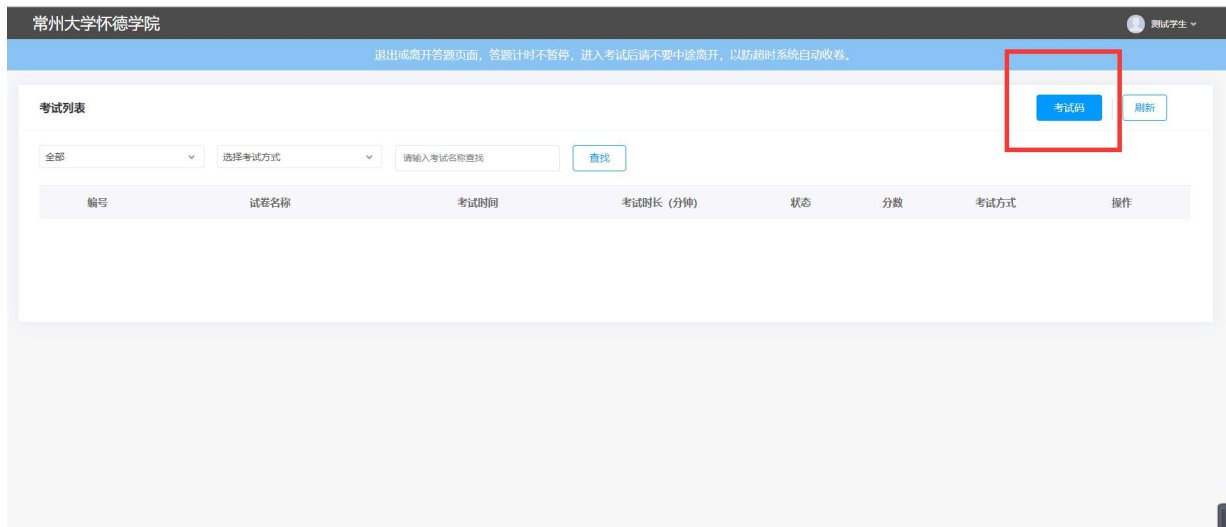 常州大学怀德学院
测试学生
退出或离开答题页面，答题计时不暂停，进入考试后请不要中途离开，以防超时系统自动收卷。
考试列表
考试码
刷新
全部
选择考试方式
请输入考试名称查找
查找
编号 试卷名称 考试时间 考试时长（分钟） 状态 分数 考试方式 操作